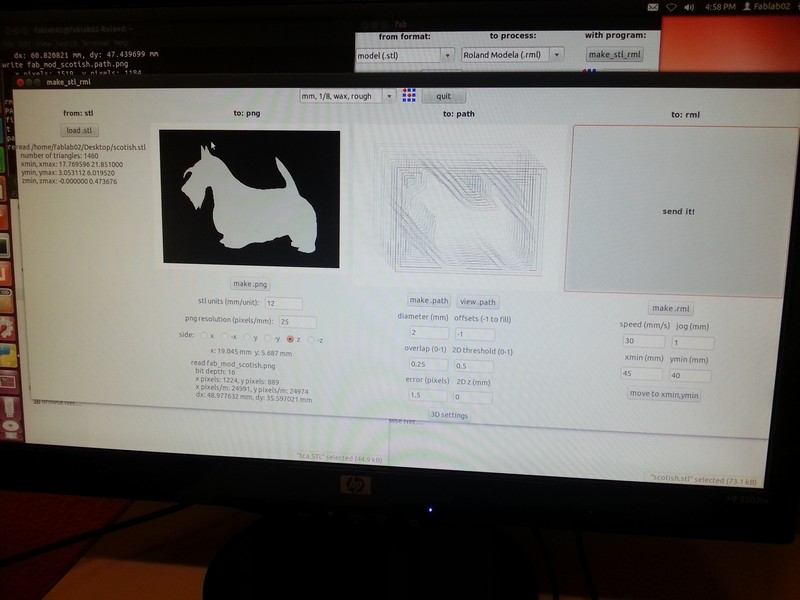 4:58 PM Fablab02
fablab02@fablab02-Roland: ~
fab
from format: to process: with program:
dx: 60.820821 mm, dy: 47.439699 mm
model (.stl) Roland Modela (.rml) make_stl_rml
write fab_mod_scotish.path.png
x pixels: 1519, y pixels: 1184
make_stl_rml
mm, 1/8, wax, rough quit
from: stl to: png to: path to: rml
load .stl
read /home/fablab02/Desktop/scotish.stl
number of triangles: 1460
xmin, xmax: 17.769596 21.851000
ymin, ymax: 3.053112 6.019520
zmin, zmax: -0.000000 0.473676
send it!
make .png make .path view .path make .rml
stl units (mm/unit): 12
diameter (mm) offsets (-1 to fill) speed (mm/s) jog (mm)
png resolution (pixels/mm): 25
2 -1 30 1
side: x -x y -y z -z
overlap (0-1) 2D threshold (0-1) xmin (mm) ymin (mm)
x: 19.045 mm y: 5.687 mm
0.25 0.5 45 40
read fab_mod_scotish.png
bit depth: 16
error (pixels) 2D z (mm) move to xmin,ymin
x pixels: 1224, y pixels: 889
x pixels/m: 24991, y pixels/m: 24974
1.5 0
dx: 48.977632 mm, dy: 35.597021 mm
3D settings
"sca.STL" selected (44.9 kB)
"scotish.stl" selected (73.1 kB)
hp